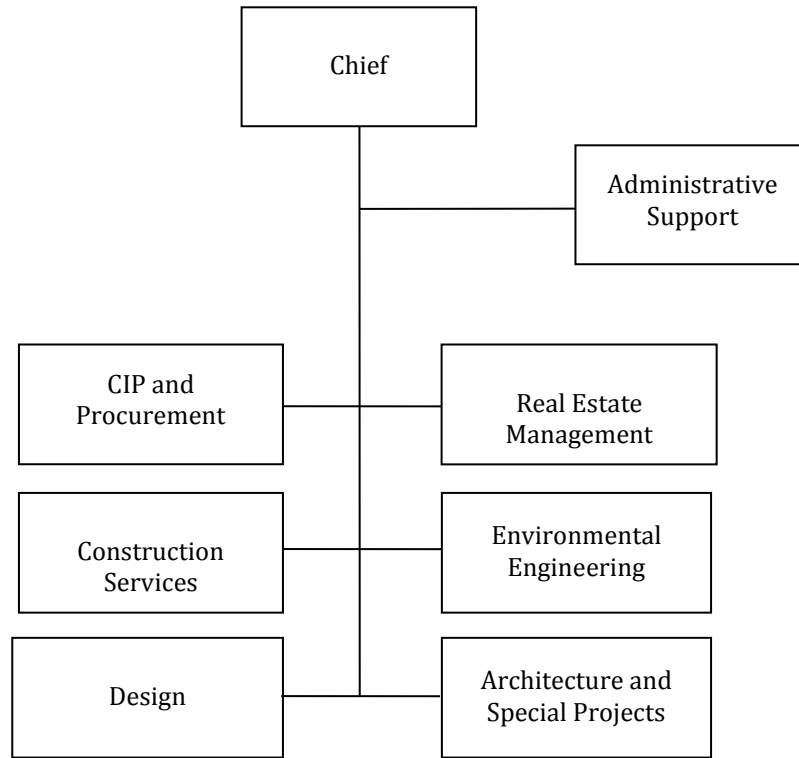 Chief
Administrative
Support
CIP and
Procurement
Real Estate
Management
Construction
Services
Environmental
Engineering
Design
Architecture and
Special Projects